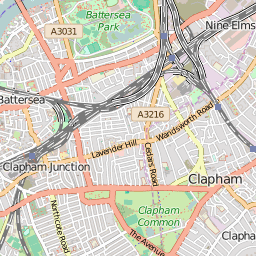 Battersea
Park
Nine Elms
A3031
Battersea
A3216
Wandsworth Road
Lavender Hill
Clapham Junction
Cedars Road
Clapham
Northcote Road
Clapham
Common
The Avenue
Clapha